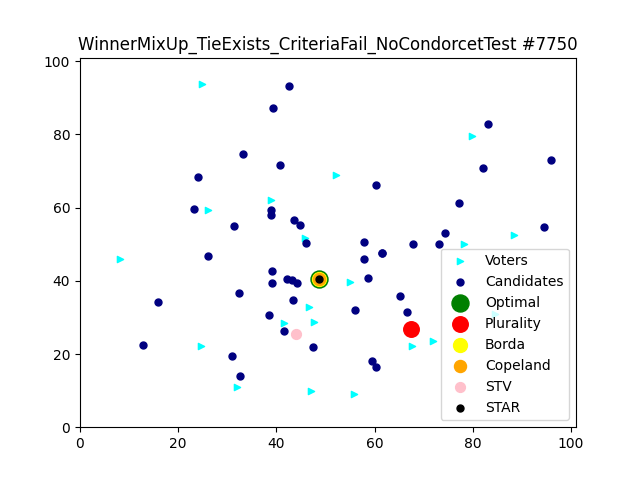 WinnerMixUp_TieExists_CriteriaFail_NoCondorcetTest #7750
100
80
60
40
20
0
0
20
40
60
80
100
Voters
Candidates
Optimal
Plurality
Borda
Copeland
STV
STAR